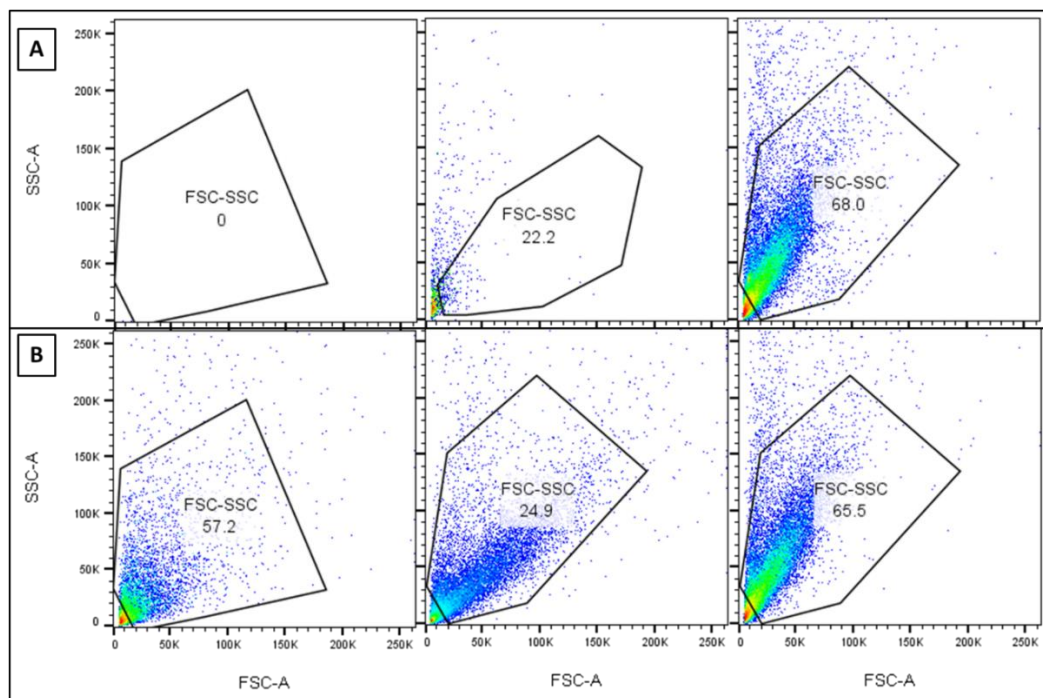 A
250K
200K
150K
100K
50K
0
SSC-A
FSC-SSC
0
FSC-SSC
22.2
FSC-SSC
68.0
B
250K
200K
150K
100K
50K
0
SSC-A
FSC-SSC
57.2
FSC-SSC
24.9
FSC-SSC
65.5
0 50K 100K 150K 200K 250K
0 50K 100K 150K 200K 250K
0 50K 100K 150K 200K 250K
FSC-A
FSC-A
FSC-A